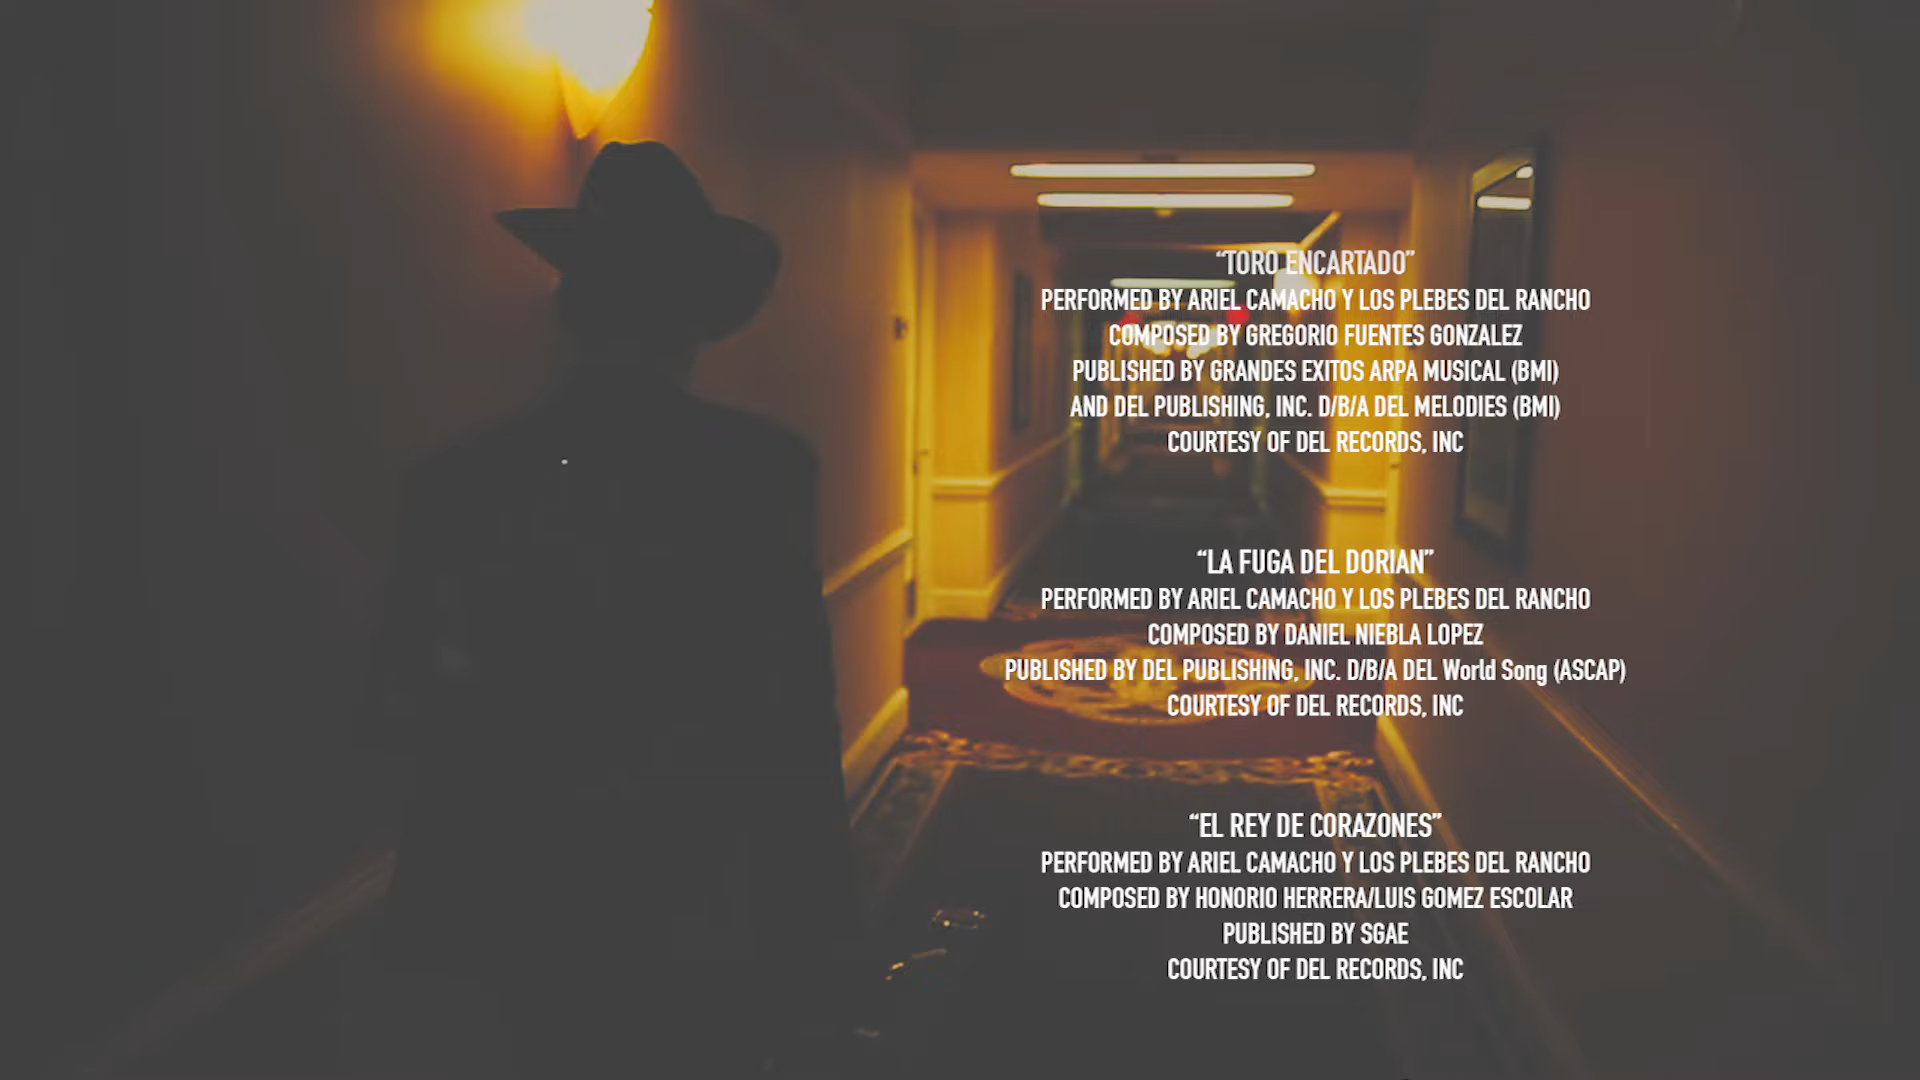 “TORO ENCARTADO”
PERFORMED BY ARIEL CAMACHO Y LOS PLEBES DEL RANCHO
COMPOSED BY GREGORIO FUENTES GONZALEZ
PUBLISHED BY GRANDES EXITOS ARPA MUSICAL (BMI)
AND DEL PUBLISHING, INC. D/B/A DEL MELODIES (BMI)
COURTESY OF DEL RECORDS, INC
“LA FUGA DEL DORIAN”
PERFORMED BY ARIEL CAMACHO Y LOS PLEBES DEL RANCHO
COMPOSED BY DANIEL NIEBLA LOPEZ
PUBLISHED BY DEL PUBLISHING, INC. D/B/A DEL World Song (ASCAP)
COURTESY OF DEL RECORDS, INC
“EL REY DE CORAZONES”
PERFORMED BY ARIEL CAMACHO Y LOS PLEBES DEL RANCHO
COMPOSED BY HONORIO HERRERA/LUIS GOMEZ ESCOLAR
PUBLISHED BY SGAE
COURTESY OF DEL RECORDS, INC